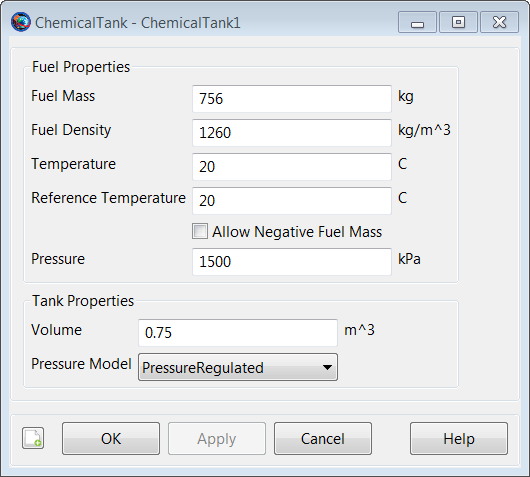 ChemicalTank - ChemicalTank1
Fuel Properties
Fuel Mass 756 kg
Fuel Density 1260 kg/m^3
Temperature 20 C
Reference Temperature 20 C
Allow Negative Fuel Mass
Pressure 1500 kPa
Tank Properties
Volume 0.75 m^3
Pressure Model PressureRegulated
OK Apply Cancel Help